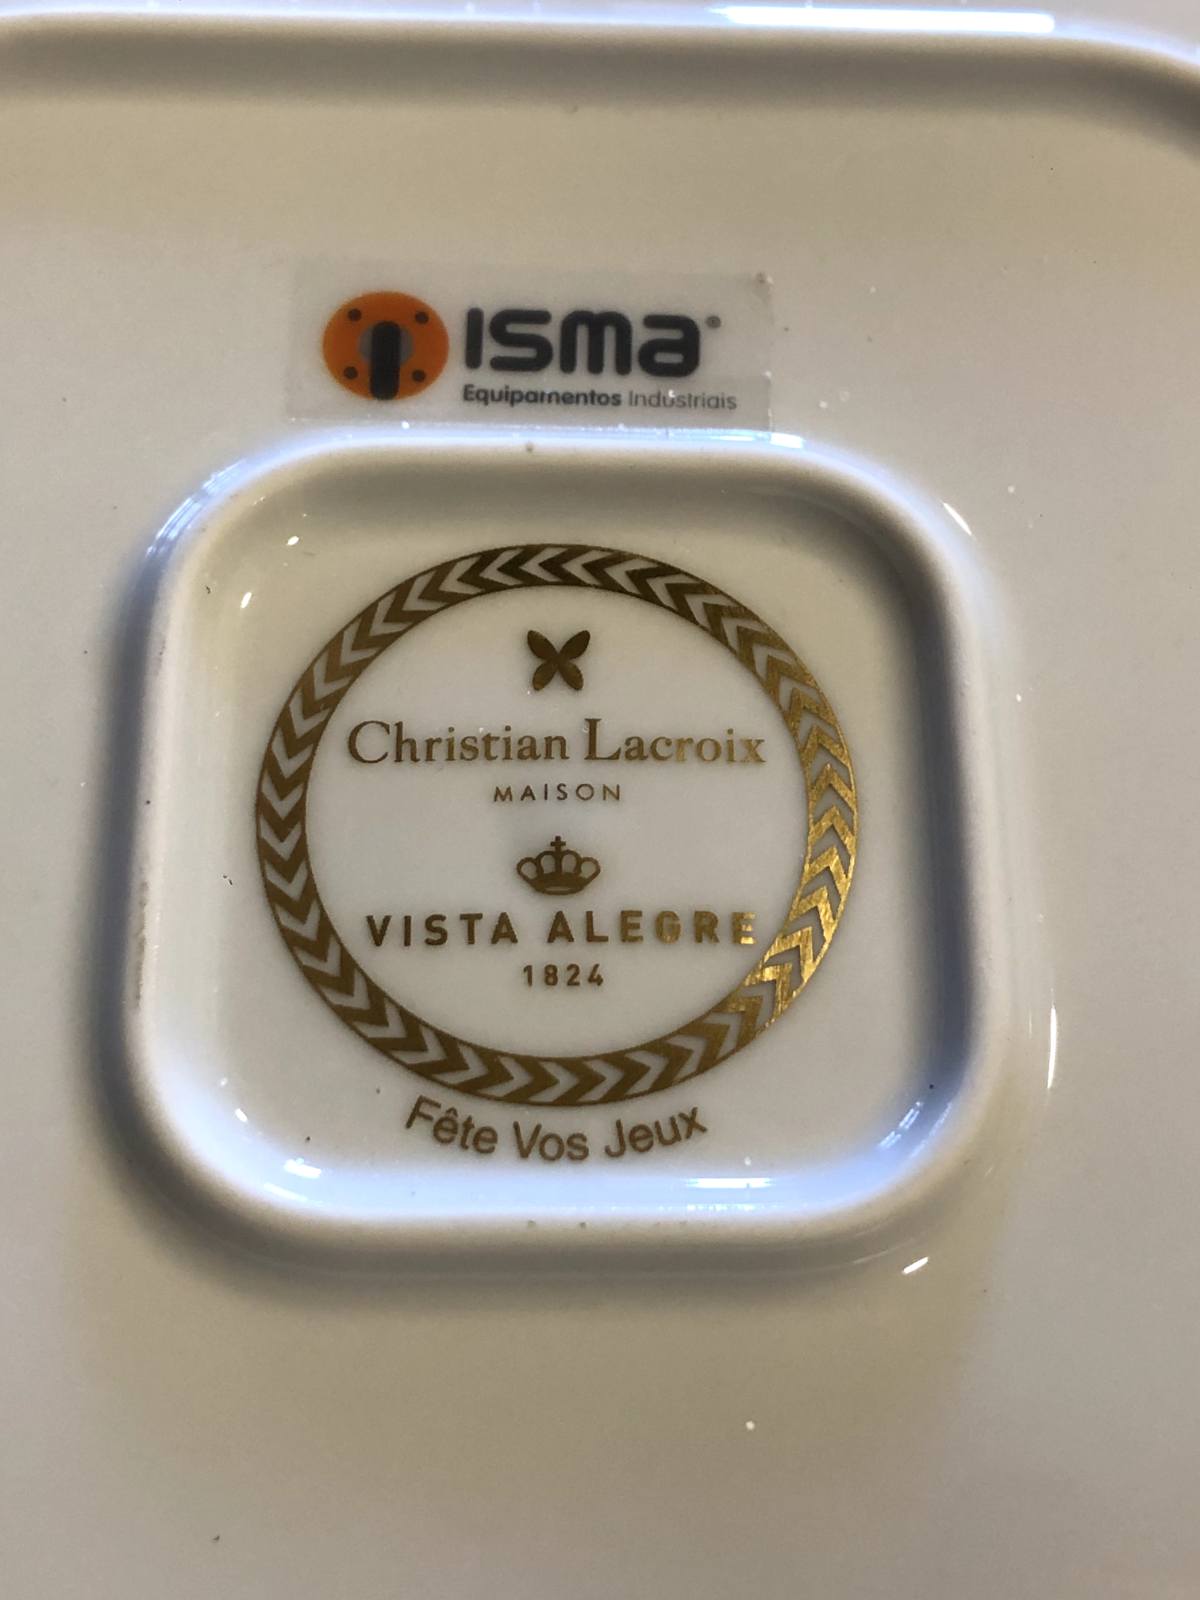 ISMA®
Equipamentos Industriais
Christian Lacroix
MAISON
VISTA ALEGRE
1824
Fête Vos Jeux